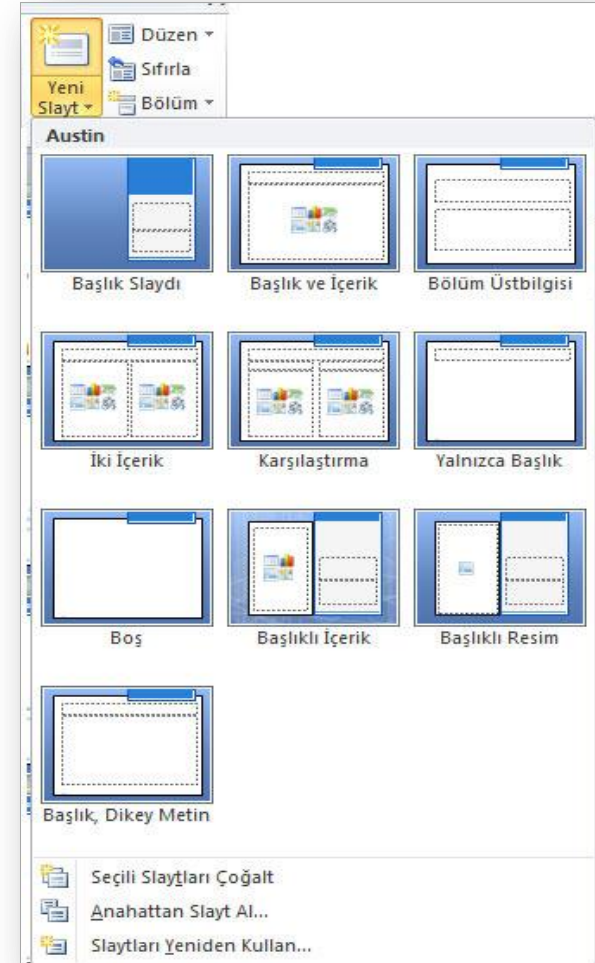 Düzen
Sıfırla
Yeni
Slayt
Bölüm
Austin
Başlık Slaydı
Başlık ve İçerik
Bölüm Üstbilgisi
İki İçerik
Karşılaştırma
Yalnızca Başlık
Boş
Başlıklı İçerik
Başlıklı Resim
Başlık, Dikey Metin
Seçili Slaytları Çoğalt
Anahattan Slayt Al...
Slaytları Yeniden Kullan...